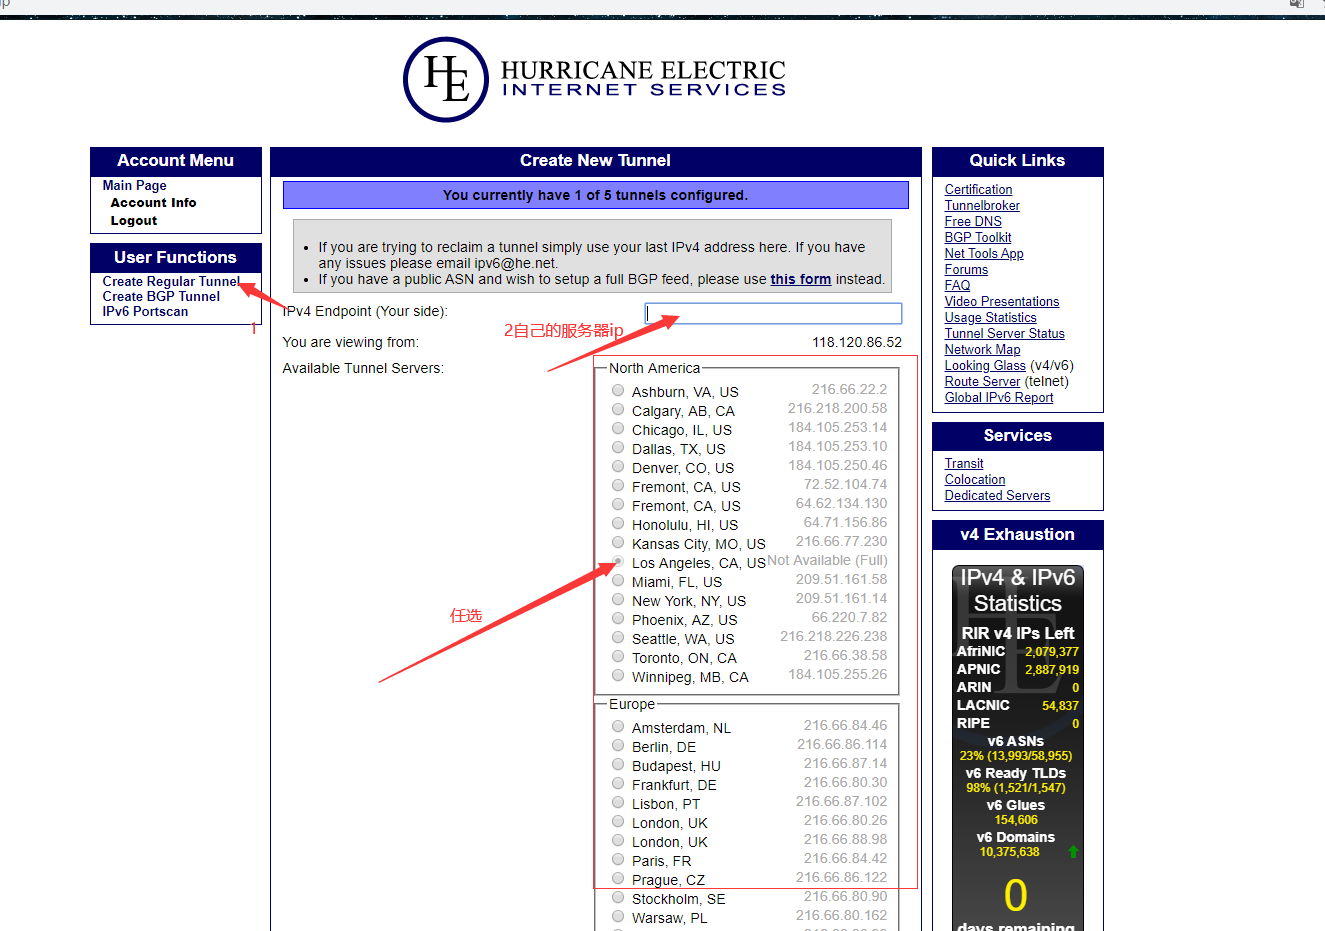 ip
HE
HURRICANE ELECTRIC
INTERNET SERVICES
Account Menu
Main Page
Account Info
Logout
User Functions
Create Regular Tunnel
Create BGP Tunnel
IPv6 Portscan
1
Create New Tunnel
You currently have 1 of 5 tunnels configured.
If you are trying to reclaim a tunnel simply use your last IPv4 address here. If you have
any issues please email ipv6@he.net.
If you have a public ASN and wish to setup a full BGP feed, please use this form instead.
IPv4 Endpoint (Your side):
2自己的服务器ip
You are viewing from: 118.120.86.52
Available Tunnel Servers:
North America
Ashburn, VA, US 216.66.22.2
Calgary, AB, CA 216.218.200.58
Chicago, IL, US 184.105.253.14
Dallas, TX, US 184.105.253.10
Denver, CO, US 184.105.250.46
Fremont, CA, US 72.52.104.74
Fremont, CA, US 64.62.134.130
Honolulu, HI, US 64.71.156.86
Kansas City, MO, US 216.66.77.230
Los Angeles, CA, US Not Available (Full)
Miami, FL, US 209.51.161.58
New York, NY, US 209.51.161.14
Phoenix, AZ, US 66.220.7.82
Seattle, WA, US 216.218.226.238
Toronto, ON, CA 216.66.38.58
Winnipeg, MB, CA 184.105.255.26
任选
Europe
Amsterdam, NL 216.66.84.46
Berlin, DE 216.66.86.114
Budapest, HU 216.66.87.14
Frankfurt, DE 216.66.80.30
Lisbon, PT 216.66.87.102
London, UK 216.66.80.26
London, UK 216.66.88.98
Paris, FR 216.66.84.42
Prague, CZ 216.66.86.122
Stockholm, SE 216.66.80.90
Warsaw, PL 216.66.80.162
Quick Links
Certification
Tunnelbroker
Free DNS
BGP Toolkit
Net Tools App
Forums
FAQ
Video Presentations
Usage Statistics
Tunnel Server Status
Network Map
Looking Glass (v4/v6)
Route Server (telnet)
Global IPv6 Report
Services
Transit
Colocation
Dedicated Servers
v4 Exhaustion
IPv4 & IPv6
Statistics
RIR v4 IPs Left
AfriNIC 2,079,377
APNIC 2,887,919
ARIN 0
LACNIC 54,837
RIPE 0
v6 ASNs
23% (13,993/58,955)
v6 Ready TLDs
98% (1,521/1,547)
v6 Glues
154,606
v6 Domains
10,375,638
0
days remaining